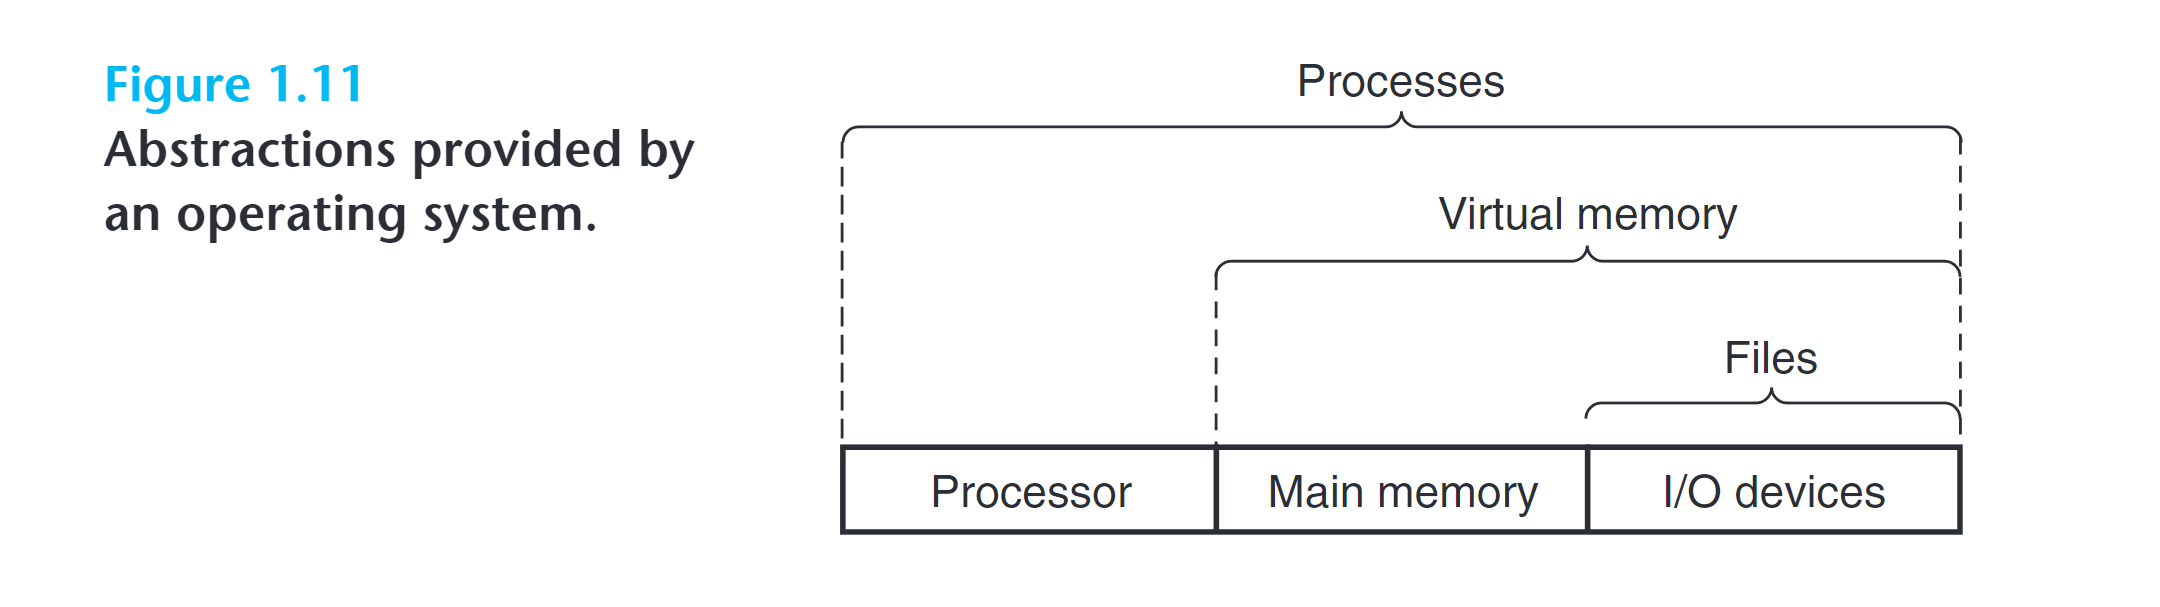 Figure 1.11
Abstractions provided by
an operating system.
Processes
Virtual memory
Files
Processor Main memory I/O devices